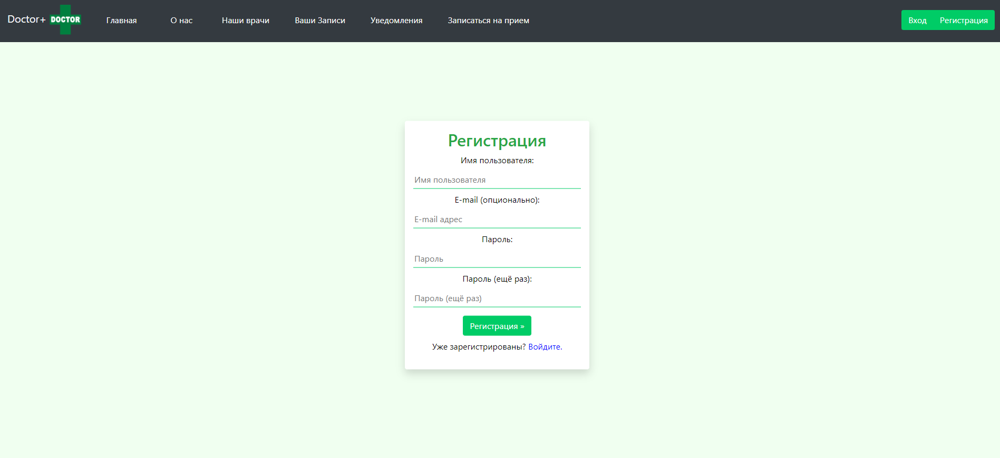 Doctor+ DOCTOR Главная О нас Наши врачи Ваши Записи Уведомления Записаться на прием Вход Регистрация
Регистрация
Имя пользователя:
Имя пользователя
E-mail (опционально):
E-mail адрес
Пароль:
Пароль
Пароль (ещё раз):
Пароль (ещё раз)
Регистрация »
Уже зарегистрированы? Войдите.